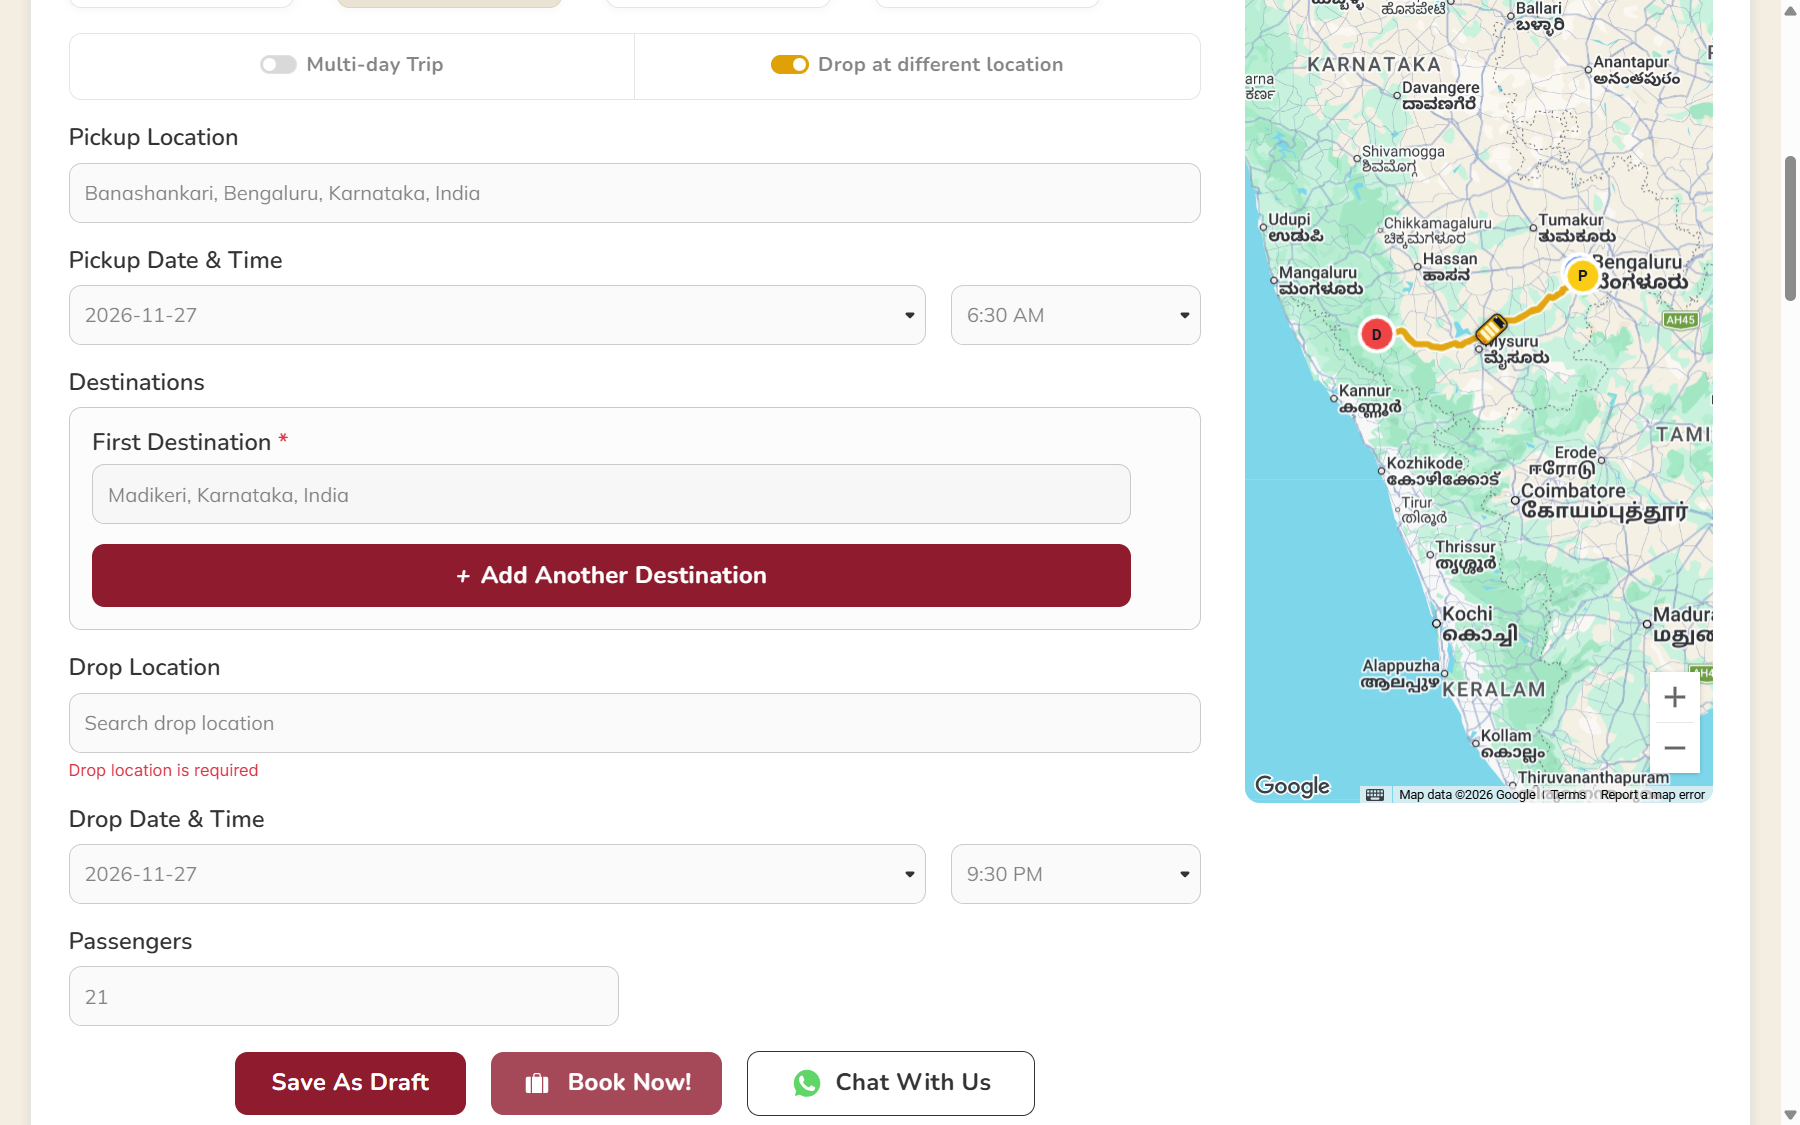 Multi-day Trip
Drop at different location
Pickup Location
Banashankari, Bengaluru, Karnataka, India
Pickup Date & Time
2026-11-27
6:30 AM
Destinations
First Destination *
Madikeri, Karnataka, India
+ Add Another Destination
Drop Location
Search drop location
Drop location is required
Drop Date & Time
2026-11-27
9:30 PM
Passengers
21
Save As Draft
Book Now!
Chat With Us
ಹೊಸಪೇಟೆ
Ballari
ಬಳ್ಳಾರಿ
KARNATAKA
Anantapur
అనంతపురం
Davangere
ದಾವಣಗೆರೆ
Shivamogga
ಶಿವಮೊಗ್ಗ
Udupi
ಉಡುಪಿ
Chikkamagaluru
ಚಿಕ್ಕಮಗಳೂರ
Tumakur
ತುಮಕೂರು
Hassan
ಹಾಸನ
Mangaluru
ಮಂಗಳೂರು
Bengaluru
P
AH45
D
Mysuru
ಮೈಸೂರು
Kannur
കണ്ണൂർ
TAMI
Erode
ஈரோடு
Kozhikode
കോഴിക്കോട്
Coimbatore
கோயம்புத்தூர்
Tirur
തിരൂർ
Thrissur
തൃശ്ശൂർ
Kochi
കൊച്ചി
Alappuzha
ആലപ്പുഴ
KERALAM
Kollam
കൊല്ലം
Thiruvananthapuram
+
−
Google
Map data ©2026 Google
Terms
Report a map error